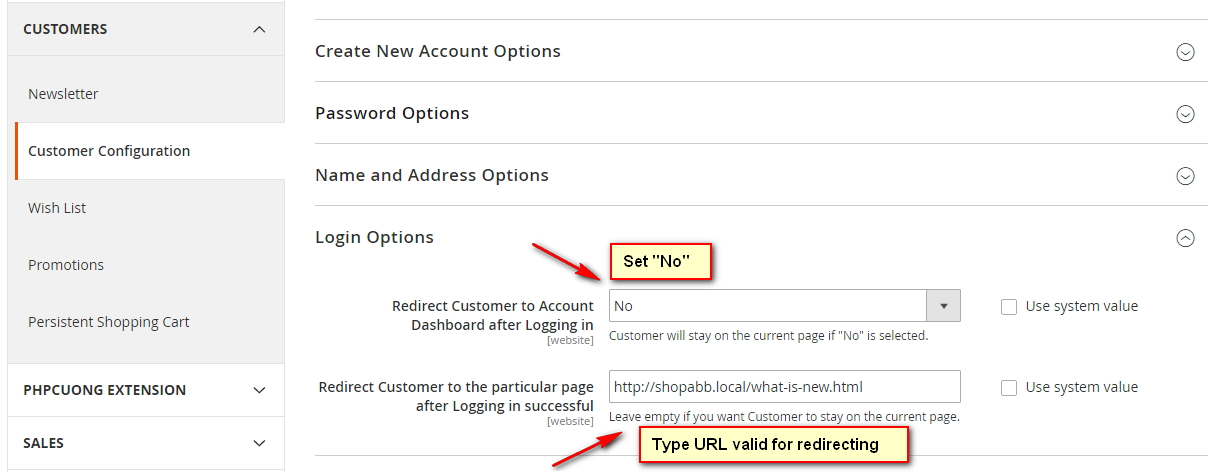 CUSTOMERS
Newsletter
Customer Configuration
Wish List
Promotions
Persistent Shopping Cart
PHPCUONG EXTENSION
SALES
Create New Account Options
Password Options
Name and Address Options
Login Options
Set "No"
Redirect Customer to Account
Dashboard after Logging in
[website]
No
Use system value
Customer will stay on the current page if "No" is selected.
Redirect Customer to the particular page
after Logging in successful
[website]
http://shopabb.local/what-is-new.html
Use system value
Leave empty if you want Customer to stay on the current page.
Type URL valid for redirecting